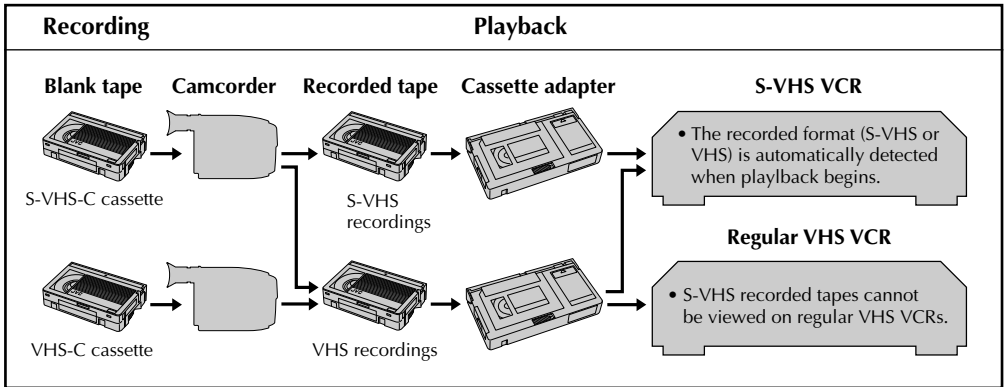 Recording
Playback
Blank tape
Camcorder
Recorded tape
Cassette adapter
S-VHS VCR
• The recorded format (S-VHS or
VHS) is automatically detected
when playlback begins.
S-VHS-C cassette
S-VHS
recordings
Regular VHS VCR
• S-VHS recorded tapes cannot
be viewed on regular VHS VCRs.
VHS-C cassette
VHS recordings